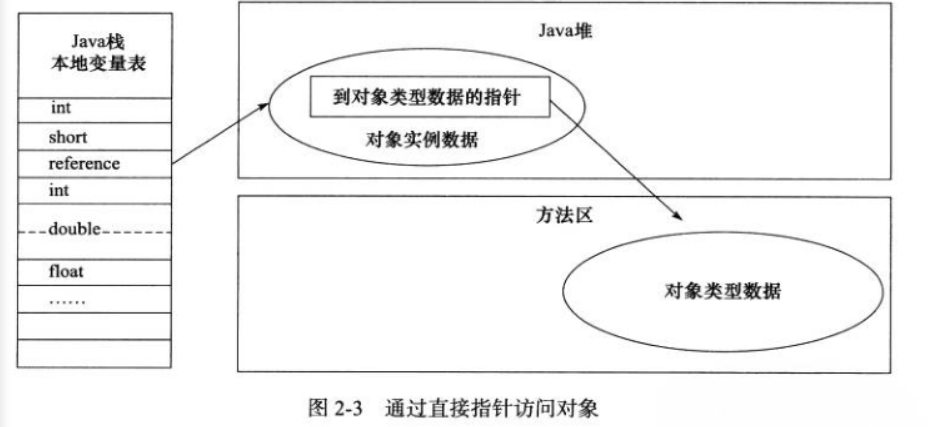 Java栈
本地变量表
int
short
reference
int
double
float
……
Java堆
到对象类型数据的指针
对象实例数据
方法区
对象类型数据
图 2-3 通过直接指针访问对象